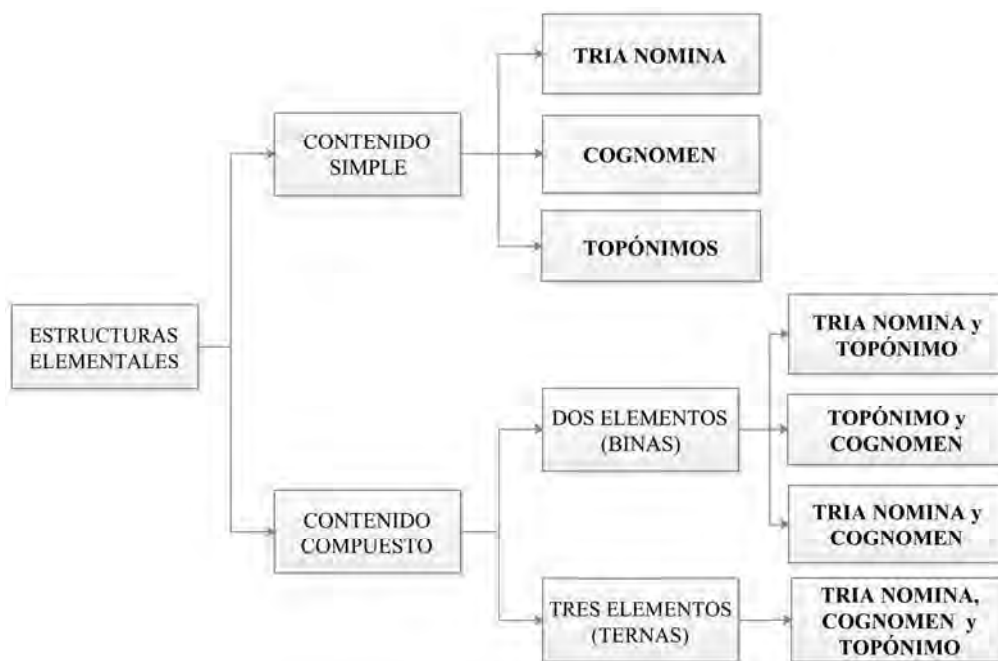 TRIA NOMINA
CONTENIDO
SIMPLE
COGNOMEN
TOPÓNIMOS
ESTRUCTURAS
ELEMENTALES
TRIA NOMINA y
TOPÓNIMO
DOS ELEMENTOS
(BINAS)
TOPÓNIMO y
COGNOMEN
CONTENIDO
COMPUESTO
TRIA NOMINA y
COGNOMEN
TRES ELEMENTOS
(TERNAS)
TRIA NOMINA,
COGNOMEN y
TOPÓNIMO